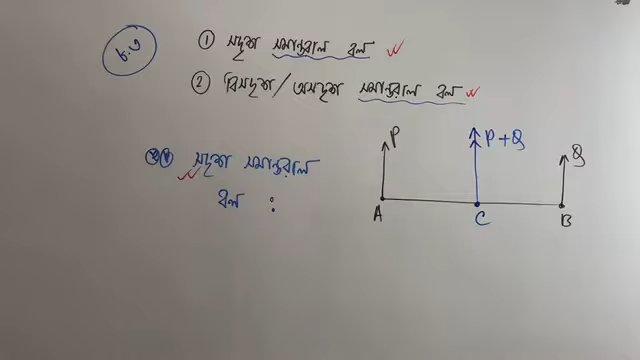 ৮.৩
① সদৃশ সমান্তরাল বল
② বিসদৃশ/অসদৃশ সমান্তরাল বল
সদৃশ সমান্তরাল
বল :
P
P+Q
Q
A
C
B